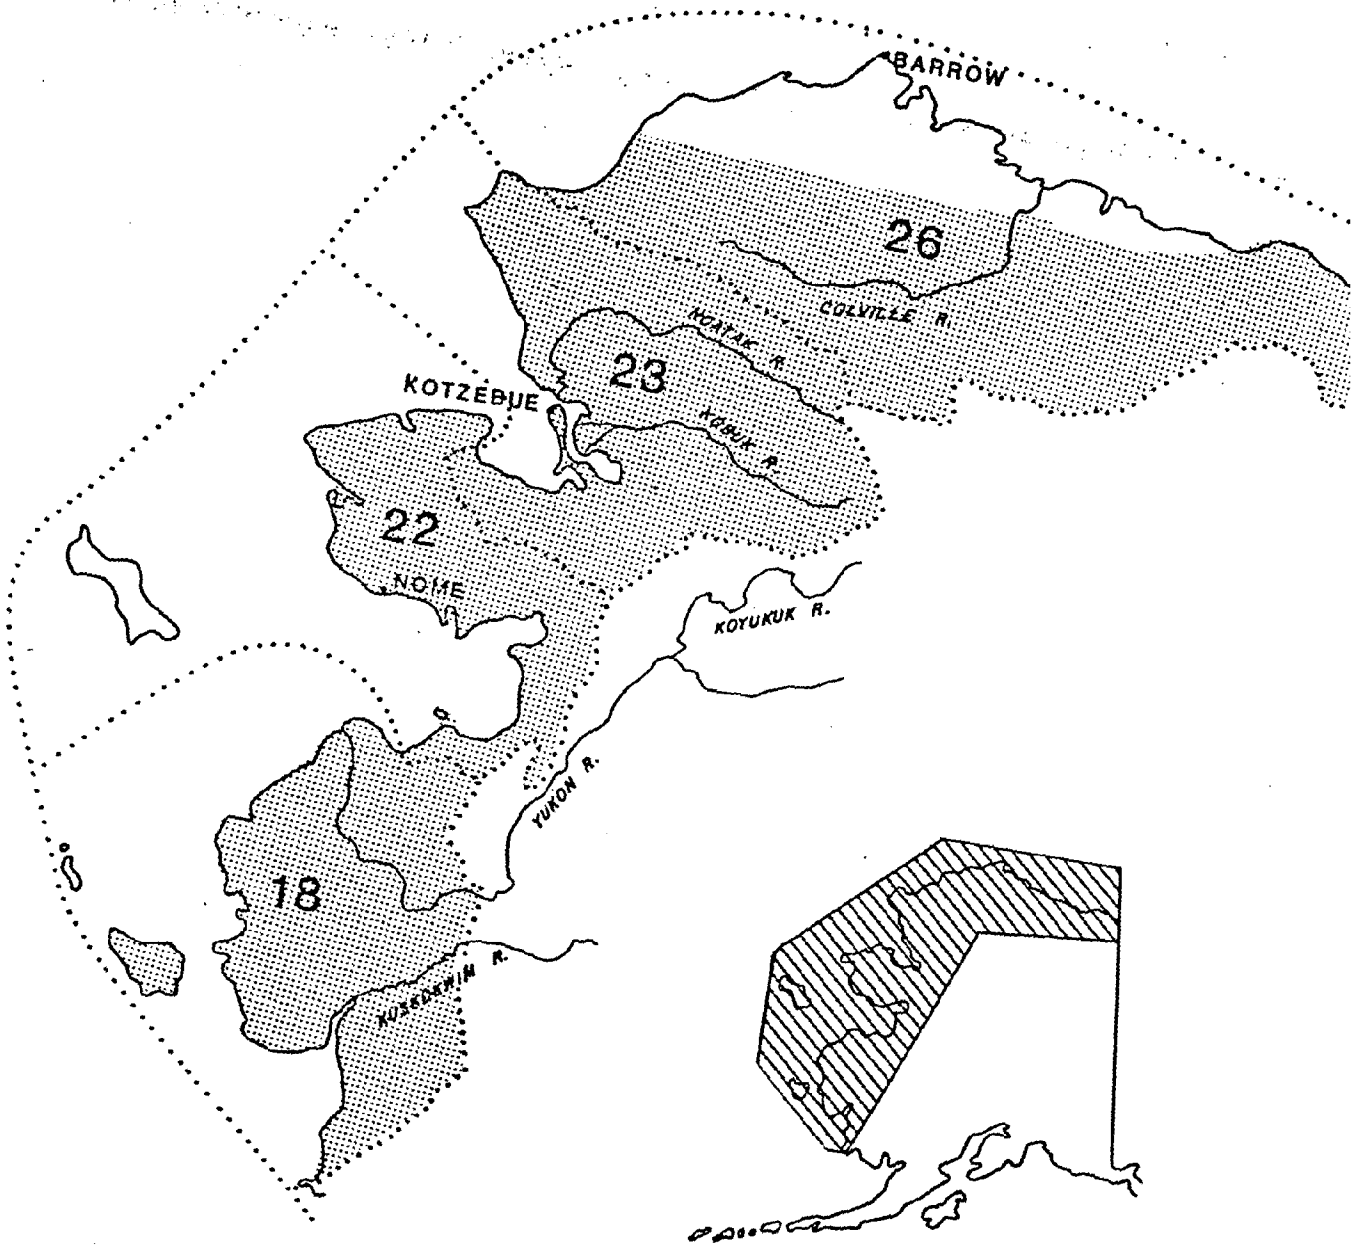 BARROW
26
COLVILLE R.
NOATAK R.
23
KOTZEBUE
KOBUK R.
22
NOME
KOYUKUK R.
YUKON R.
18
KUSKOKWIM R.